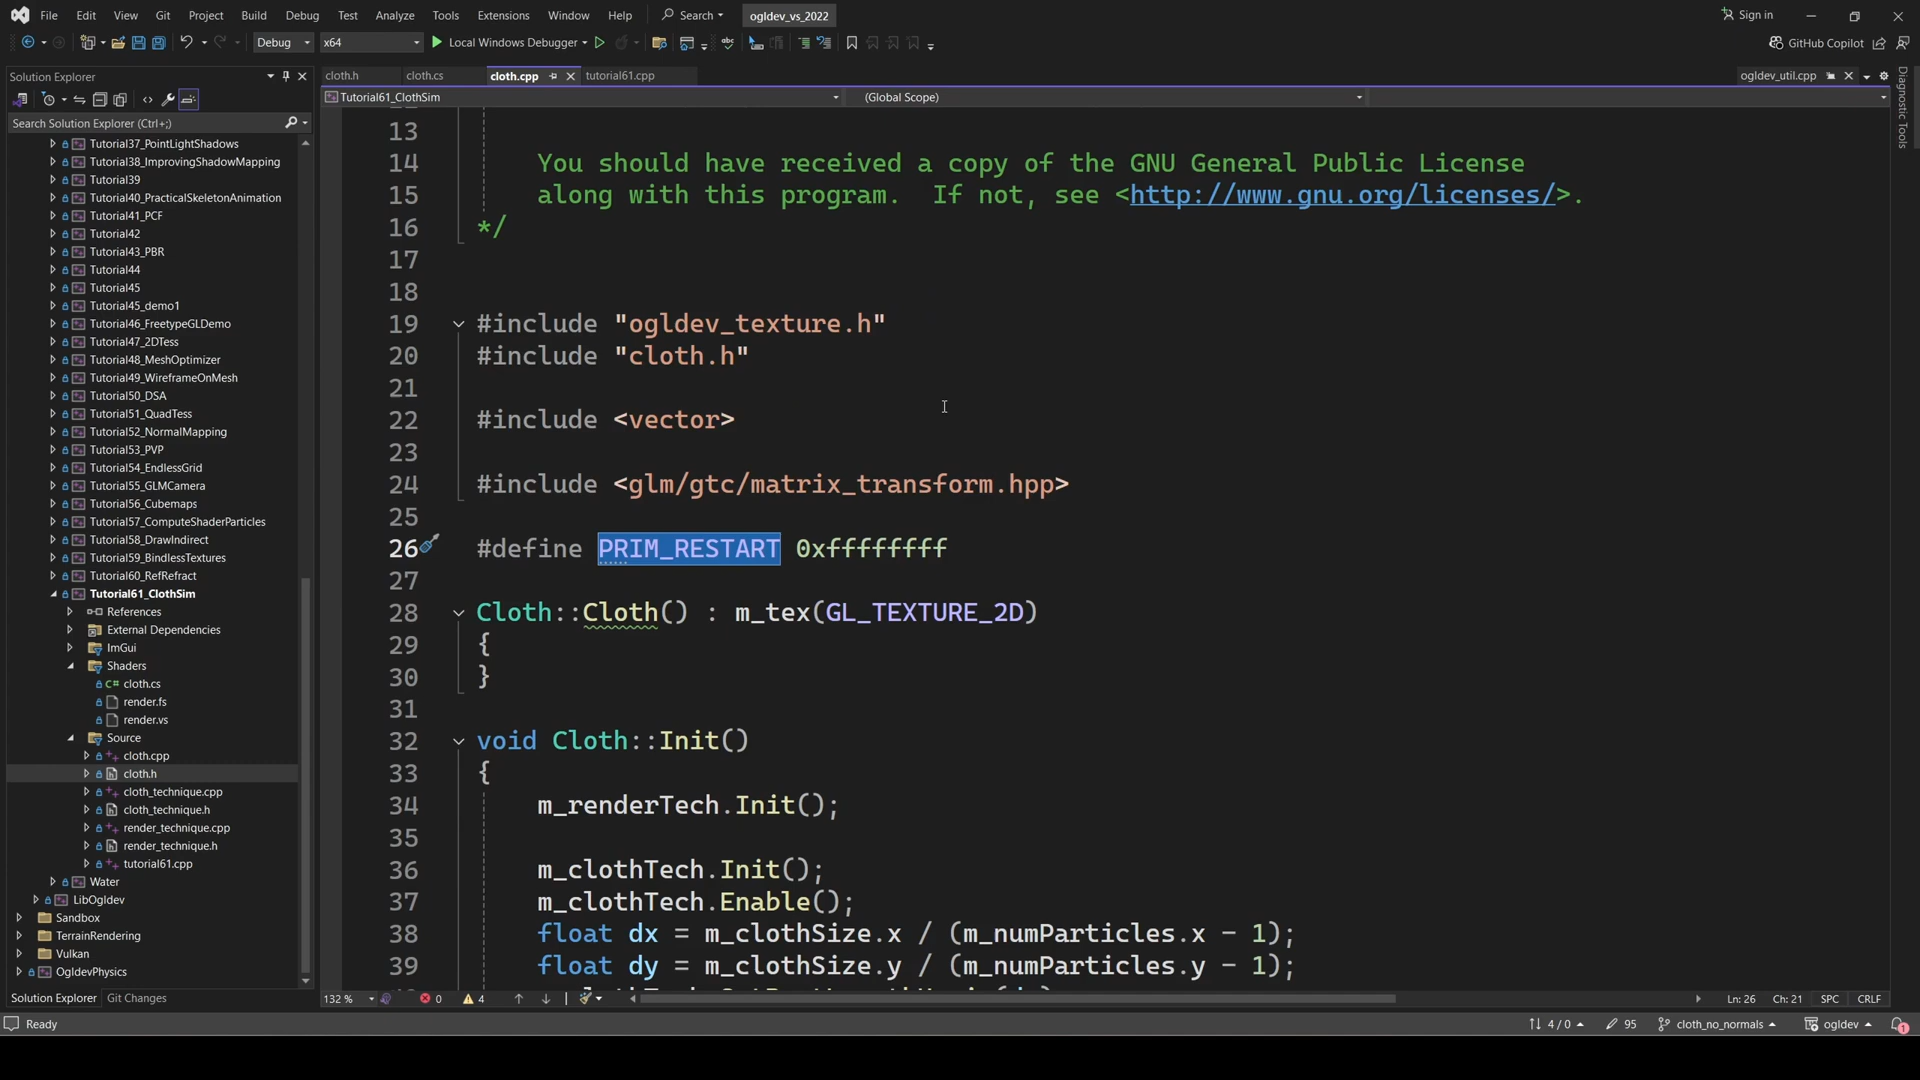 File Edit View Git Project Build Debug Test Analyze Tools Extensions Window Help Search ogldev_vs_2022 Sign in
Debug x64 Local Windows Debugger GitHub Copilot
Solution Explorer
Search Solution Explorer (Ctrl+;)
Tutorial37_PointLightShadows
Tutorial38_ImprovingShadowMapping
Tutorial39
Tutorial40_PracticalSkeletonAnimation
Tutorial41_PCF
Tutorial42
Tutorial43_PBR
Tutorial44
Tutorial45
Tutorial45_demo1
Tutorial46_FreetypeGLDemo
Tutorial47_2DTess
Tutorial48_MeshOptimizer
Tutorial49_WireframeOnMesh
Tutorial50_DSA
Tutorial51_QuadTess
Tutorial52_NormalMapping
Tutorial53_PVP
Tutorial54_EndlessGrid
Tutorial55_GLMCamera
Tutorial56_Cubemaps
Tutorial57_ComputeShaderParticles
Tutorial58_DrawIndirect
Tutorial59_BindlessTextures
Tutorial60_RefRefract
Tutorial61_ClothSim
References
External Dependencies
ImGui
Shaders
C# cloth.cs
render.fs
render.vs
Source
cloth.cpp
cloth.h
cloth_technique.cpp
cloth_technique.h
render_technique.cpp
render_technique.h
tutorial61.cpp
Water
LibOgldev
Sandbox
TerrainRendering
Vulkan
OgldevPhysics
Solution Explorer Git Changes
cloth.h cloth.cs cloth.cpp tutorial61.cpp ogldev_util.cpp
Tutorial61_ClothSim (Global Scope)
13
14 You should have received a copy of the GNU General Public License
15 along with this program.  If not, see <http://www.gnu.org/licenses/>.
16 */
17
18
19 #include "ogldev_texture.h"
20 #include "cloth.h"
21
22 #include <vector>
23
24 #include <glm/gtc/matrix_transform.hpp>
25
26 #define PRIM_RESTART 0xffffffff
27
28 Cloth::Cloth() : m_tex(GL_TEXTURE_2D)
29 {
30 }
31
32 void Cloth::Init()
33 {
34 m_renderTech.Init();
35
36 m_clothTech.Init();
37 m_clothTech.Enable();
38 float dx = m_clothSize.x / (m_numParticles.x - 1);
39 float dy = m_clothSize.y / (m_numParticles.y - 1);
132 % 0 4 Ln: 26 Ch: 21 SPC CRLF
Ready 4 / 0 95 cloth_no_normals ogldev 1
Diagnostic Tools